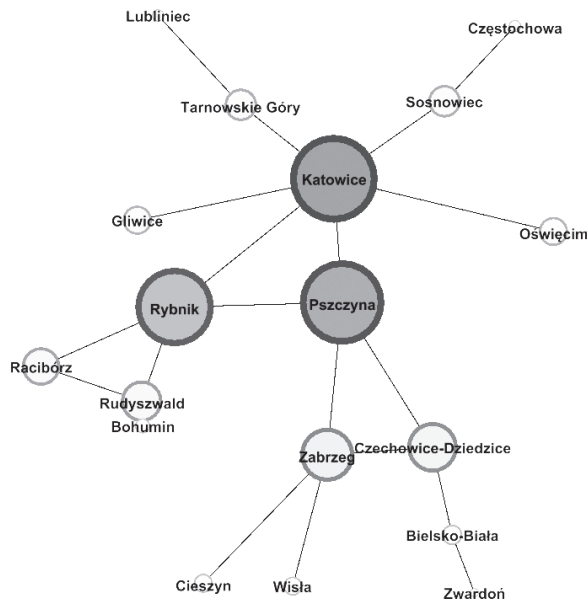 Lubliniec
Częstochowa
Tarnowskie Góry
Sosnowiec
Katowice
Gliwice
Oświęcim
Rybnik
Pszczyna
Racibórz
Rudyszwałd
Bohumin
Zabrzeg
Czechowice-Dziedzice
Bielsko-Biała
Cieszyn
Wisła
Zwardoń